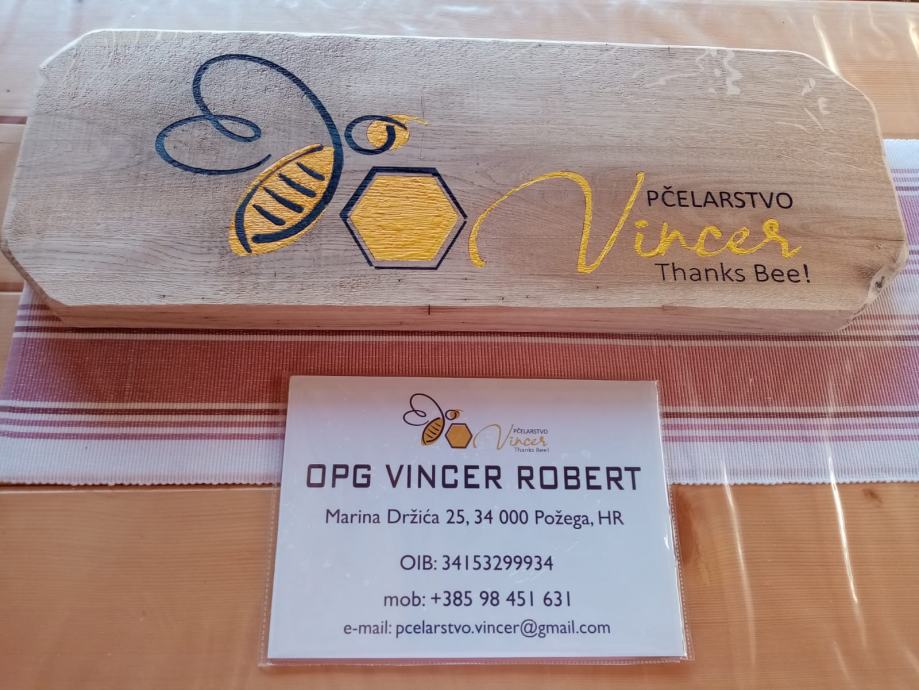 PČELARSTVO
Vincer
Thanks Bee!
PČELARSTVO
Vincer
Thanks Bee!
OPG VINCER ROBERT
Marina Držića 25, 34 000 Požega, HR
OIB: 34153299934
mob: +385 98 451 631
e-mail: pcelarstvo.vincer@gmail.com